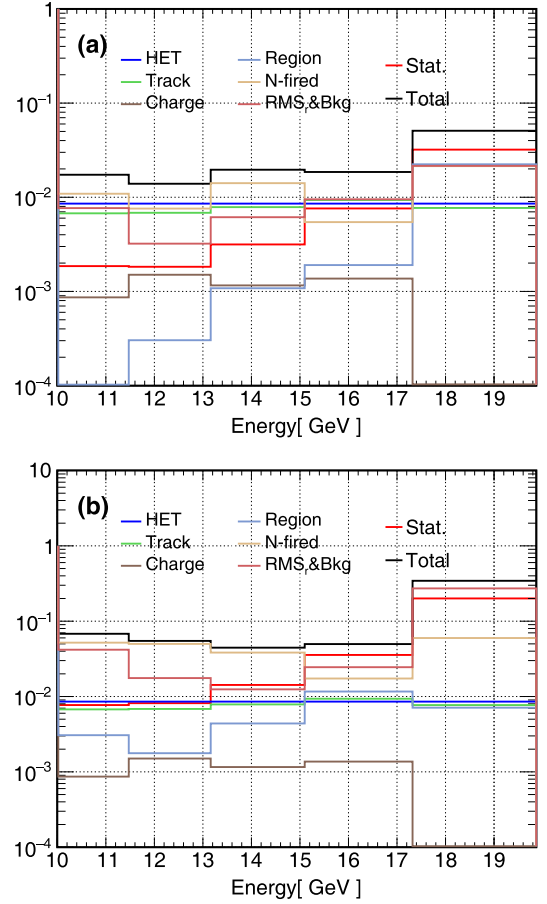 1
(a)
HET
Region
Stat.
Track
N-fired
Total
Charge
RMSr&Bkg
10⁻¹
10⁻²
10⁻³
10⁻⁴
10 11 12 13 14 15 16 17 18 19
Energy[ GeV ]
10
(b)
HET
Region
Stat.
Track
N-fired
Total
Charge
RMSr&Bkg
1
10⁻¹
10⁻²
10⁻³
10⁻⁴
10 11 12 13 14 15 16 17 18 19
Energy[ GeV ]